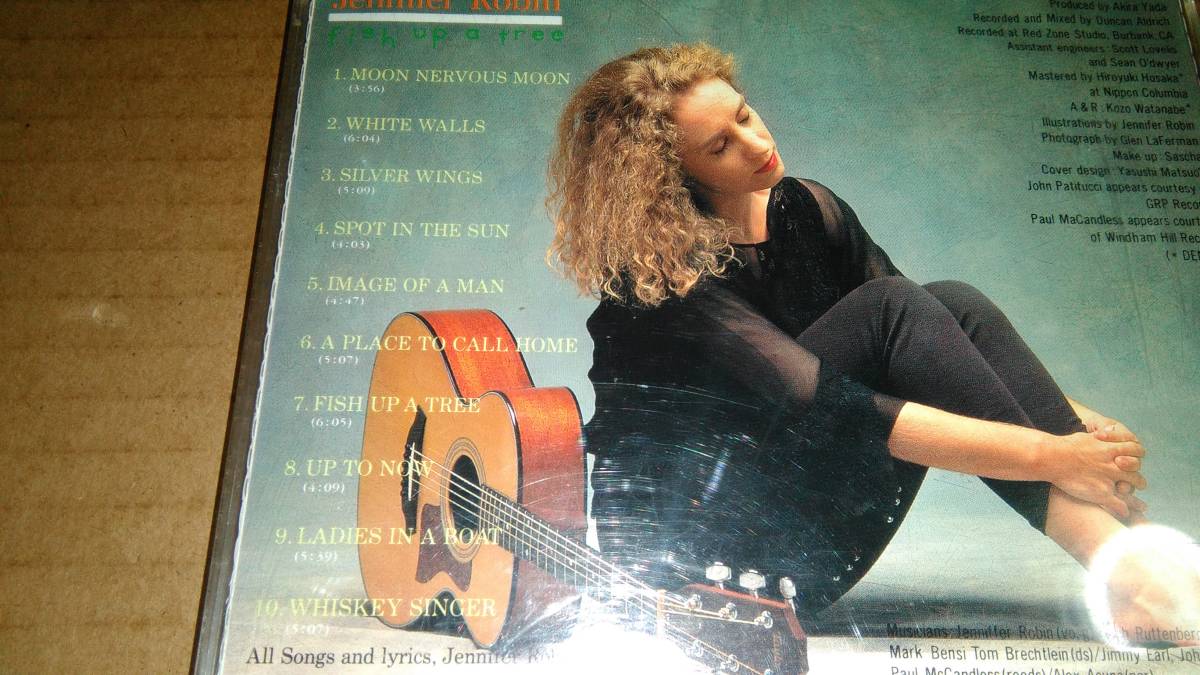 Jennifer Robin
fish up a tree
1. MOON NERVOUS MOON
(3:56)
2. WHITE WALLS
(6:04)
3. SILVER WINGS
(5:09)
4. SPOT IN THE SUN
(4:03)
5. IMAGE OF A MAN
(4:47)
6. A PLACE TO CALL HOME
(5:07)
7. FISH UP A TREE
(6:05)
8. UP TO NOW
(4:09)
9. LADIES IN A BOAT
(5:39)
10. WHISKEY SINGER
(5:07)
All Songs and lyrics, Jennifer
Produced by Akira Yada
Recorded and Mixed by Duncan Aldrich
Recorded at Red Zone Studio, Burbank, CA
Assistant engineers : Scott Lovelis
and Sean O'dwyer
Mastered by Hiroyuki Hosaka*
at Nippon Columbia
A & R : Kozo Watanabe*
Illustrations by Jennifer Robin
Photograph by Glen LaFerman
Make up : Sascha
Cover design : Yasushi Matsuo
John Patitucci appears courtesy
GRP Reco
Paul MaCandless appears court
of Windham Hill Rec
(* DE
Musicians: Jenniffer Robin (vo, Ruttenberg
Mark Bensi Tom Brechtlein (ds) / Jimmy Earl, Joh
Paul McCandless (reeds) / Alex Acuna (per)